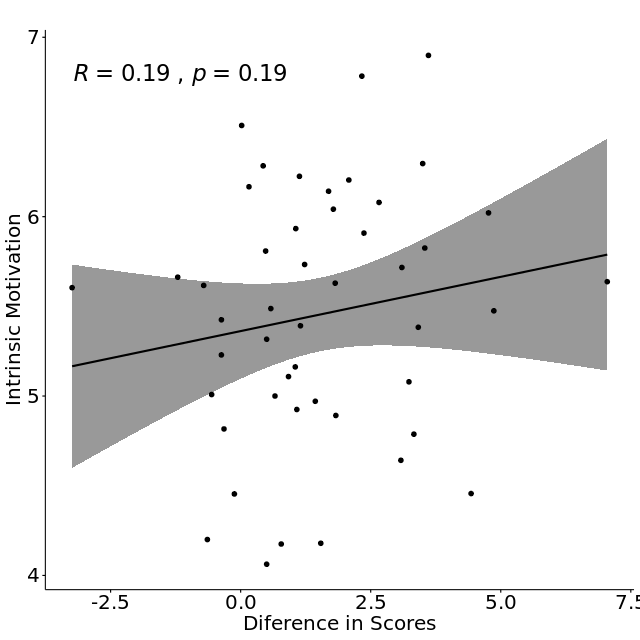 7
R = 0.19 , p = 0.19
6
5
4
Intrinsic Motivation
-2.5 0.0 2.5 5.0 7.5
Diference in Scores